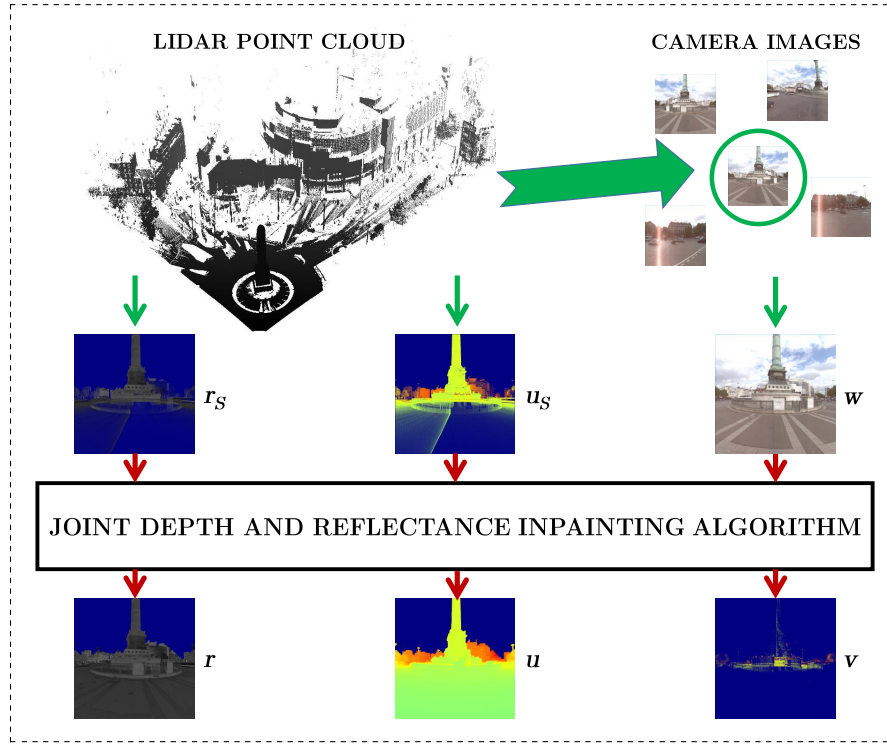 LIDAR POINT CLOUD
CAMERA IMAGES
r_S
u_S
w
JOINT DEPTH AND REFLECTANCE INPAINTING ALGORITHM
r
u
v